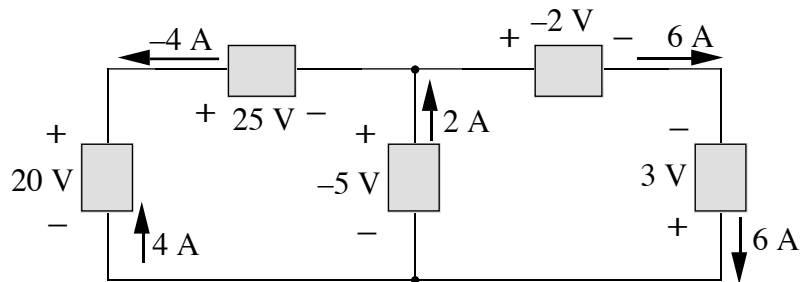 –4 A
+ –2 V –
6 A
+ 25 V –
+
20 V
–
4 A
+
–5 V
–
2 A
–
3 V
+
6 A